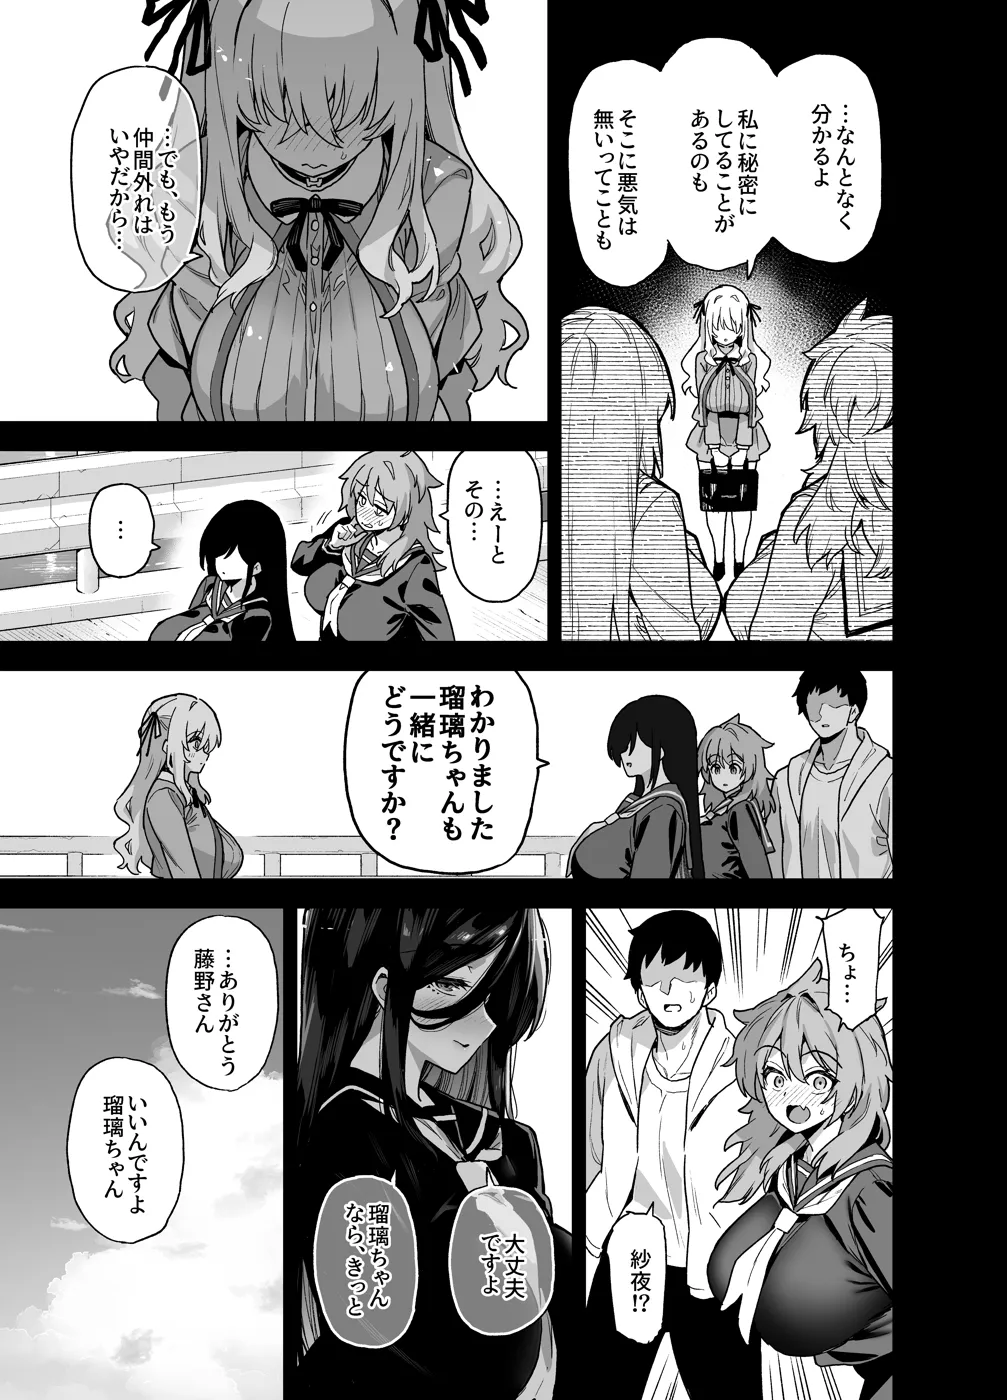 …なんとなく
分かるよ
私に秘密に
してることが
あるのも
そこに悪気は
無いってことも
…でも、もう
仲間外れは
いやだから…
…えーと
その…
…
わかりました
瑠璃ちゃんも
一緒に
どうですか？
ちょ…
紗夜!?
大丈夫
ですよ
瑠璃ちゃん
なら、きっと
…ありがとう
藤野さん
いいんですよ
瑠璃ちゃん